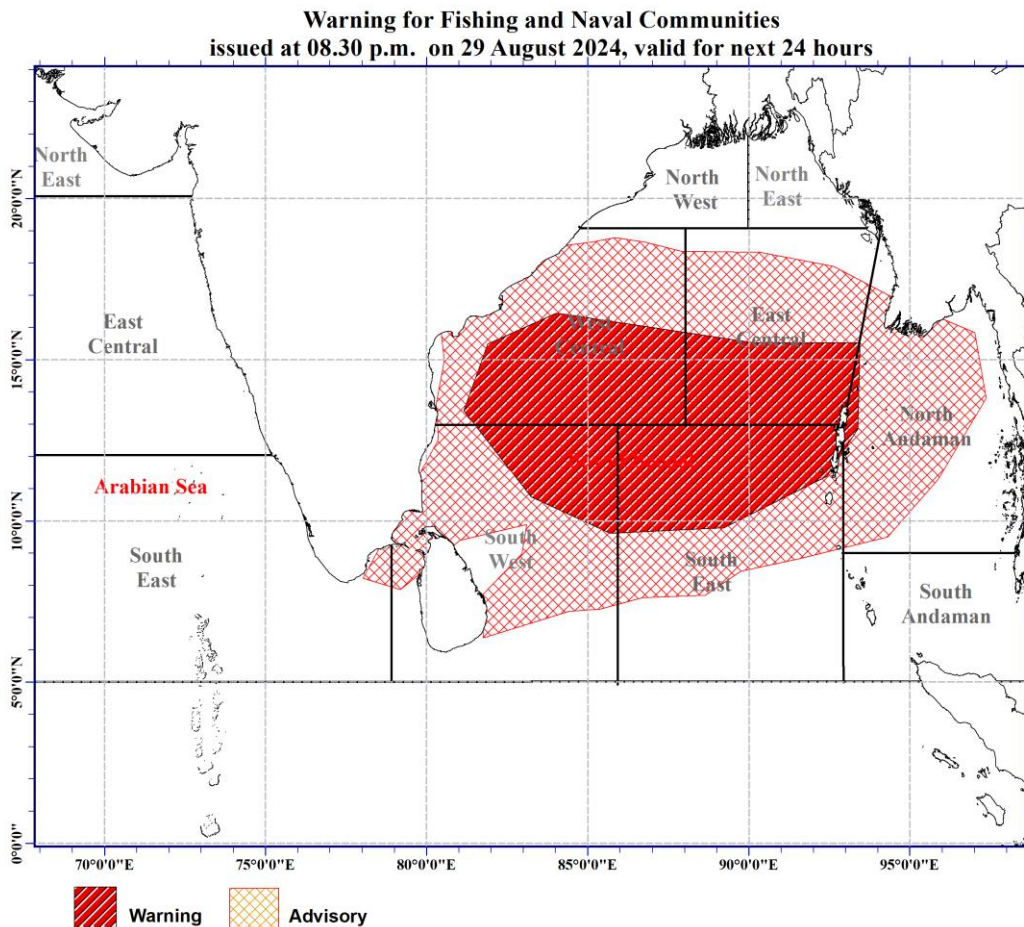 Warning for Fishing and Naval Communities
issued at 08.30 p.m. on 29 August 2024, valid for next 24 hours
North
East
North
West
North
East
20°0'0"N
East
Central
West
Central
East
Central
15°0'0"N
North
Andaman
Arabian Sea
10°0'0"N
South
East
South
West
South
East
South
Andaman
5°0'0"N
0°0'0"
70°0'0"E
75°0'0"E
80°0'0"E
85°0'0"E
90°0'0"E
95°0'0"E
Warning
Advisory